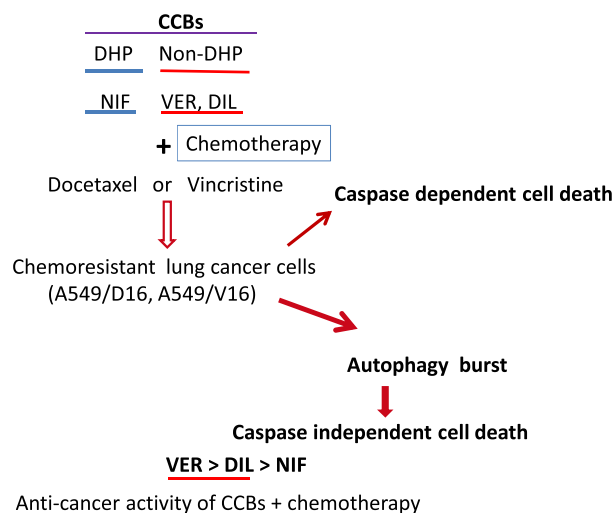 CCBs
DHP Non-DHP
NIF VER, DIL
+ Chemotherapy
Docetaxel or Vincristine
Caspase dependent cell death
Chemoresistant lung cancer cells
(A549/D16, A549/V16)
Autophagy burst
Caspase independent cell death
VER > DIL > NIF
Anti-cancer activity of CCBs + chemotherapy